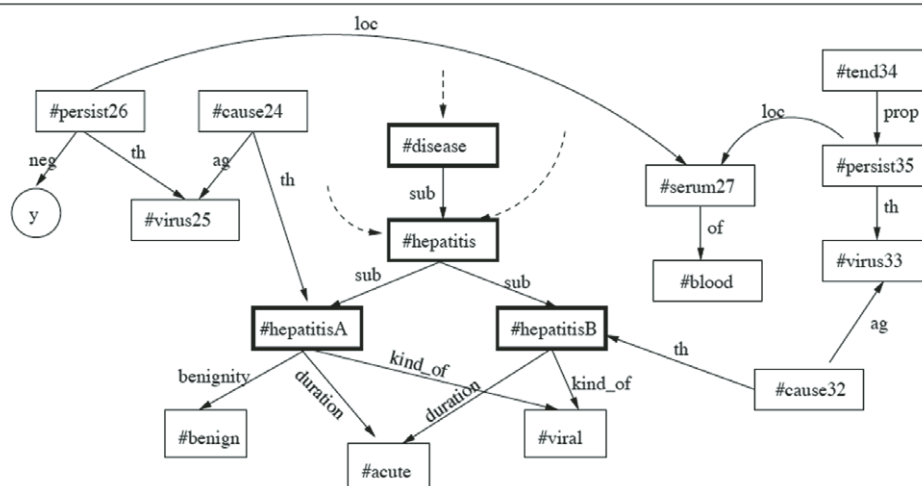 loc
#tend34
#persist26
#cause24
prop
loc
#disease
neg
th
ag
#persist35
th
#serum27
sub
y
#virus25
th
of
#hepatitis
#virus33
#blood
sub
sub
#hepatitisA
#hepatitisB
ag
th
kind_of
benignity
duration
duration
kind_of
#cause32
#benign
#viral
#acute